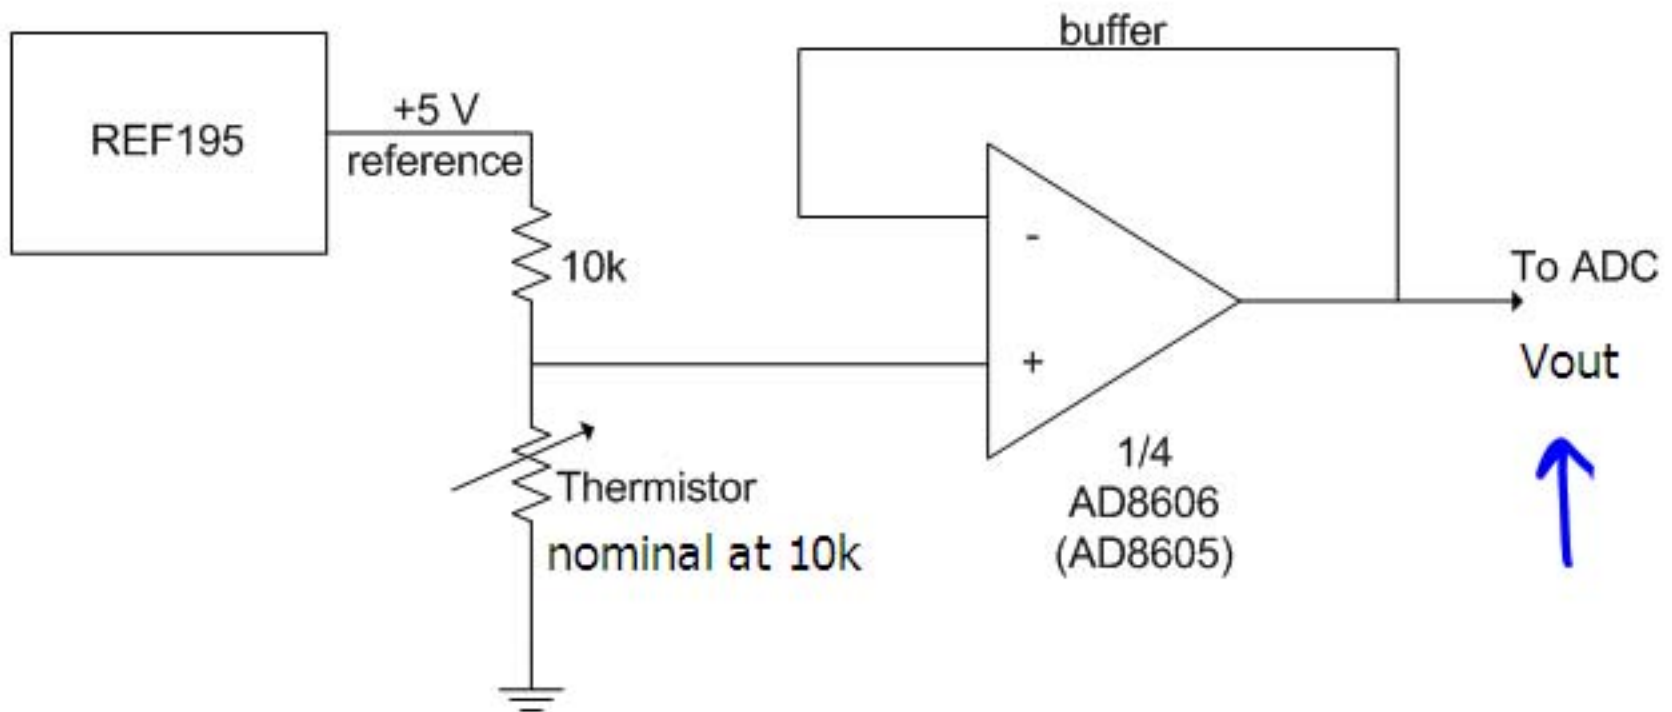 buffer
REF195
+5 V
reference
10k
-
+
To ADC
Vout
Thermistor
nominal at 10k
1/4
AD8606
(AD8605)